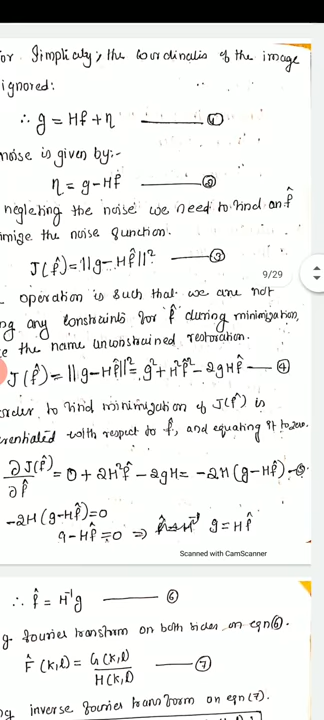 For Simplicity, the coordinates of the image
ignored:
∴ g = Hf + η ——— ①
noise is given by:-
η = g - Hf̂ ——— ②
neglecting the noise we need to find an f̂
imize the noise function.
J(f̂) = ||g - Hf̂||² ——— ③
9/29
operation is such that we are not
ng any constraints for f̂ during minimization,
e the name unconstrained restoration.
J(f̂) = ||g - Hf̂||² = g² + H²f̂² - 2gHf̂ ——— ④
order to find minimization of J(f̂) is
erentiated with respect to f̂, and equating it to zero.
∂J(f̂)/∂f̂ = 0 + 2H²f̂ - 2gH = -2H(g - Hf̂) - ⑤
-2H(g - Hf̂) = 0
g - Hf̂ = 0 ⇒ g = Hf̂
Scanned with CamScanner
∴ f̂ = H⁻¹g ——— ⑥
g. fourier transform on both sides on eqn ⑥.
F̂(k,l) = G(k,l)/H(k,l) ——— ⑦
ng inverse fourier transform on eqn (7).